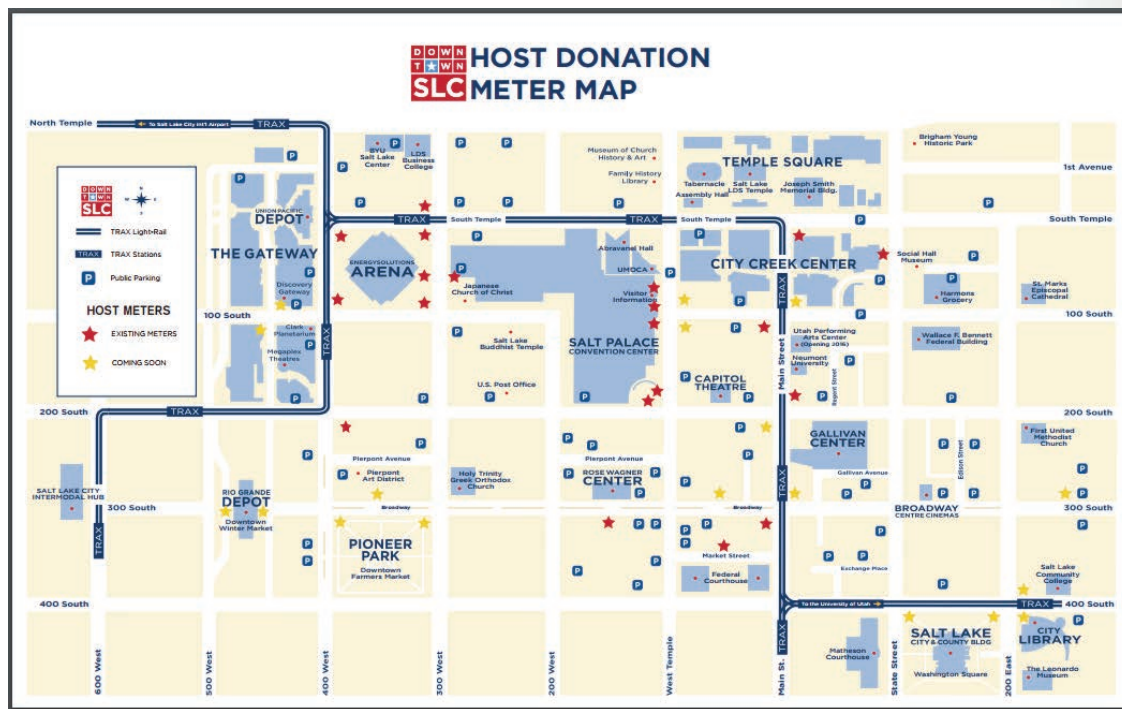 DOWN
TOWN
SLC
HOST DONATION
METER MAP
North Temple
To Salt Lake City Int'l Airport
TRAX
BYU
Salt Lake
Center
LDS
Business
College
Museum of Church
History & Art
Family History
Library
TEMPLE SQUARE
Tabernacle
Assembly Hall
Salt Lake
LDS Temple
Joseph Smith
Memorial Bldg.
Brigham Young
Historic Park
1st Avenue
DOWN
TOWN
SLC
N
W
E
S
TRAX Light Rail
TRAX
TRAX Stations
P
Public Parking
HOST METERS
EXISTING METERS
COMING SOON
UNION PACIFIC
DEPOT
TRAX
South Temple
TRAX
South Temple
South Temple
South Temple
THE GATEWAY
Discovery
Gateway
ENERGYSOLUTIONS
ARENA
Japanese
Church of Christ
Abravanel Hall
UMOCA
Visitor
Information
CITY CREEK CENTER
TRAX
Social Hall
Museum
Harmons
Grocery
St. Marks
Episcopal
Cathedral
100 South
100 South
Clark
Planetarium
Megaplex
Theatres
TRAX
Salt Lake
Buddhist Temple
U.S. Post Office
SALT PALACE
CONVENTION CENTER
CAPITOL
THEATRE
Main Street
Utah Performing
Arts Center
(Opening 2016)
Neumont
University
Regent Street
Wallace F. Bennett
Federal Building
200 South
TRAX
200 South
SALT LAKE CITY
INTERMODAL HUB
RIO GRANDE
DEPOT
Downtown
Winter Market
Pierpont Avenue
Pierpont
Art District
Holy Trinity
Greek Orthodox
Church
Pierpont Avenue
ROSE WAGNER
CENTER
GALLIVAN
CENTER
Gallivan Avenue
Edison Street
First United
Methodist
Church
TRAX
300 South
Broadway
Broadway
BROADWAY
CENTRE CINEMAS
300 South
TRAX
PIONEER
PARK
Downtown
Farmers Market
Market Street
Federal
Courthouse
Exchange Place
Salt Lake
Community
College
400 South
To the University of Utah
TRAX
400 South
TRAX
Matheson
Courthouse
SALT LAKE
CITY & COUNTY BLDG
Washington Square
CITY
LIBRARY
The Leonardo
Museum
600 West
500 West
400 West
300 West
200 West
West Temple
Main St.
State Street
200 East